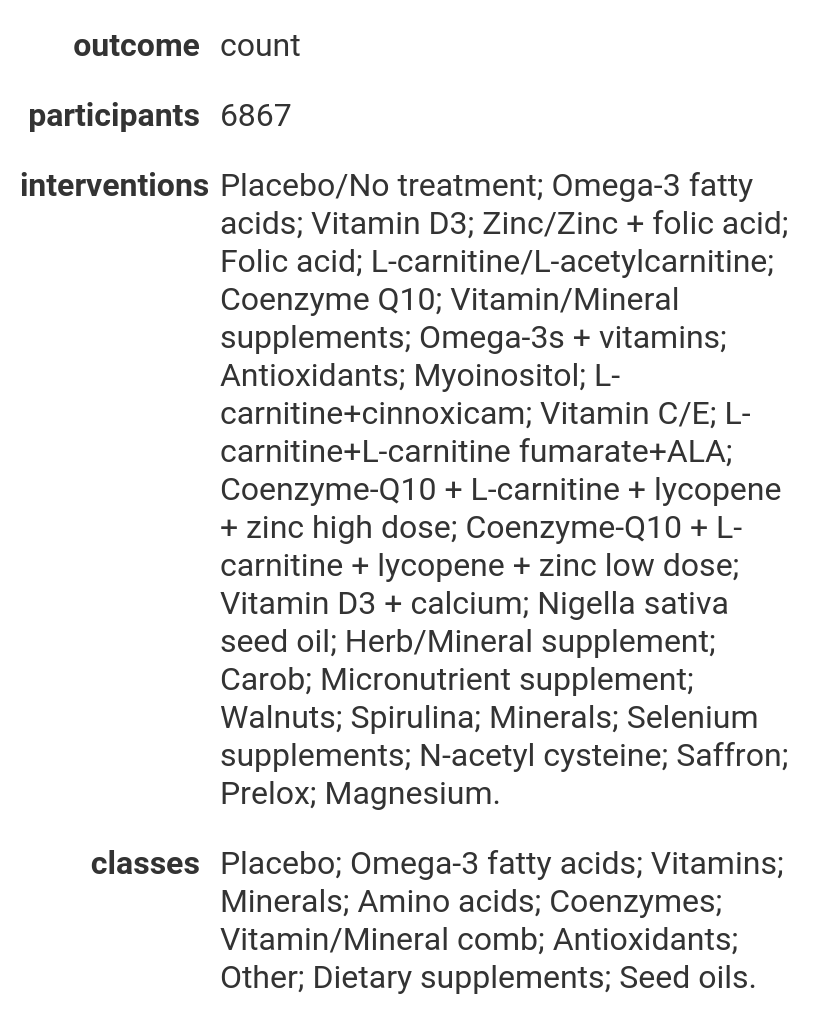 outcome count
participants 6867
interventions Placebo/No treatment; Omega-3 fatty
acids; Vitamin D3; Zinc/Zinc + folic acid;
Folic acid; L-carnitine/L-acetylcarnitine;
Coenzyme Q10; Vitamin/Mineral
supplements; Omega-3s + vitamins;
Antioxidants; Myoinositol; L-
carnitine+cinnoxicam; Vitamin C/E; L-
carnitine+L-carnitine fumarate+ALA;
Coenzyme-Q10 + L-carnitine + lycopene
+ zinc high dose; Coenzyme-Q10 + L-
carnitine + lycopene + zinc low dose;
Vitamin D3 + calcium; Nigella sativa
seed oil; Herb/Mineral supplement;
Carob; Micronutrient supplement;
Walnuts; Spirulina; Minerals; Selenium
supplements; N-acetyl cysteine; Saffron;
Prelox; Magnesium.
classes Placebo; Omega-3 fatty acids; Vitamins;
Minerals; Amino acids; Coenzymes;
Vitamin/Mineral comb; Antioxidants;
Other; Dietary supplements; Seed oils.